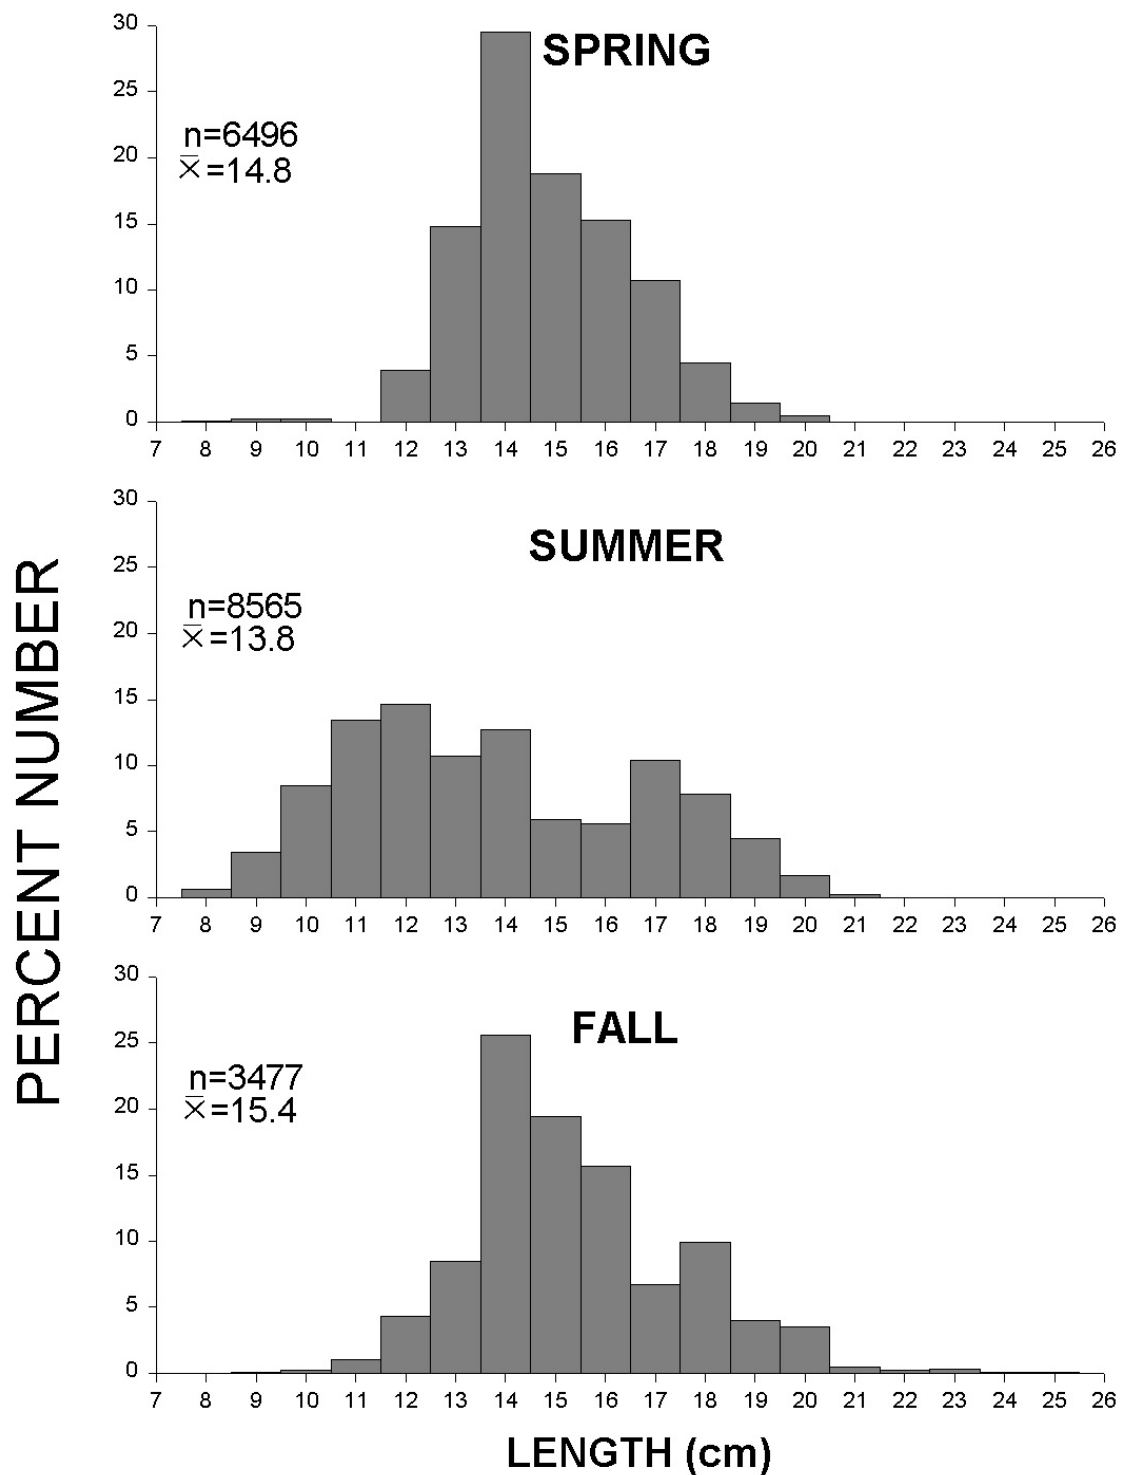 PERCENT NUMBER
SPRING
n=6496
x̅=14.8
30
25
20
15
10
5
0
7 8 9 10 11 12 13 14 15 16 17 18 19 20 21 22 23 24 25 26
SUMMER
n=8565
x̅=13.8
30
25
20
15
10
5
0
7 8 9 10 11 12 13 14 15 16 17 18 19 20 21 22 23 24 25 26
FALL
n=3477
x̅=15.4
30
25
20
15
10
5
0
7 8 9 10 11 12 13 14 15 16 17 18 19 20 21 22 23 24 25 26
LENGTH (cm)